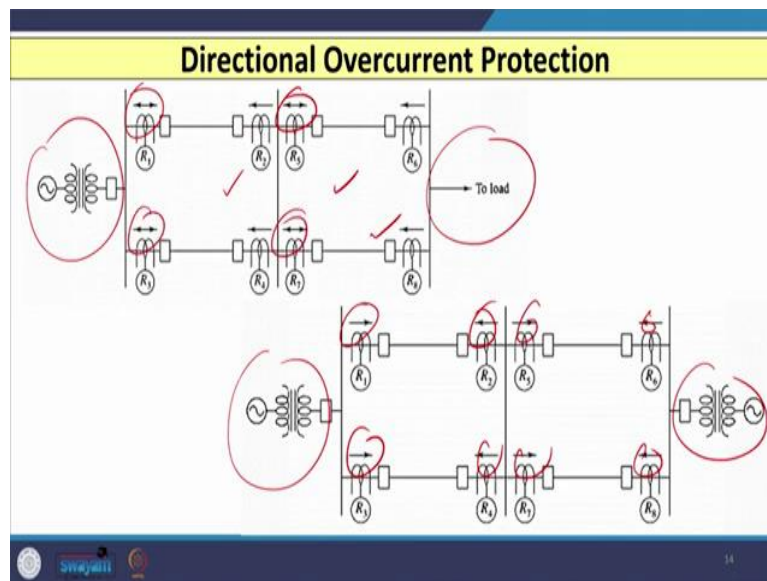 Directional Overcurrent Protection
R1 R2 R5 R6
To load
R3 R4 R7 R8
R1 R2 R5 R6
R3 R4 R7 R8
swayam 14